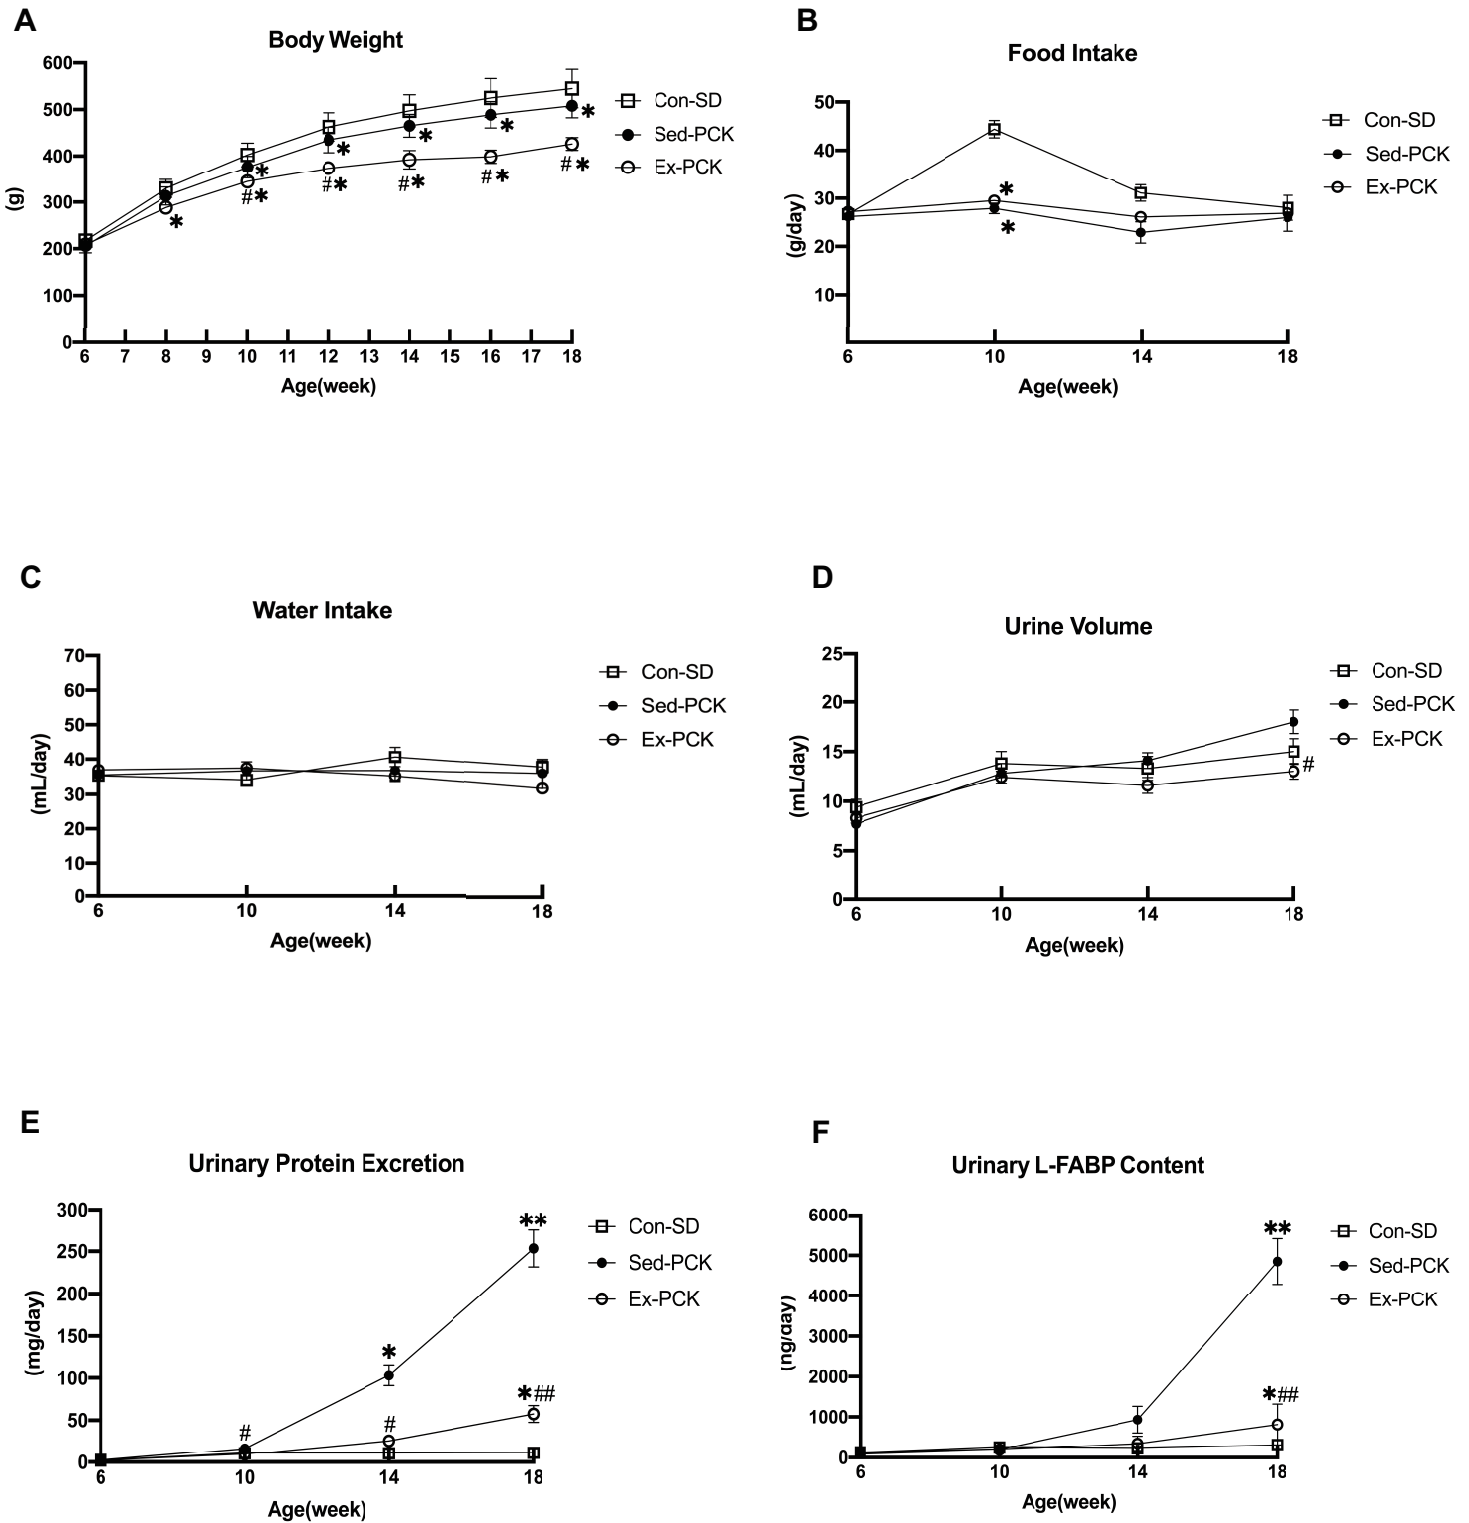 A
Body Weight
600
500
400
300
200
100
0
(g)
* * * * *
* #* #* #* #* #*
6 7 8 9 10 11 12 13 14 15 16 17 18
Age(week)
Con-SD
Sed-PCK
Ex-PCK
B
Food Intake
50
40
30
20
10
(g/day)
*
*
6 10 14 18
Age(week)
Con-SD
Sed-PCK
Ex-PCK
C
Water Intake
70
60
50
40
30
20
10
0
(mL/day)
6 10 14 18
Age(week)
Con-SD
Sed-PCK
Ex-PCK
D
Urine Volume
25
20
15
10
5
0
(mL/day)
#
6 10 14 18
Age(week)
Con-SD
Sed-PCK
Ex-PCK
E
Urinary Protein Excretion
300
250
200
150
100
50
0
(mg/day)
**
*
*##
# #
6 10 14 18
Age(week)
Con-SD
Sed-PCK
Ex-PCK
F
Urinary L-FABP Content
6000
5000
4000
3000
2000
1000
0
(ng/day)
**
*##
6 10 14 18
Age(week)
Con-SD
Sed-PCK
Ex-PCK